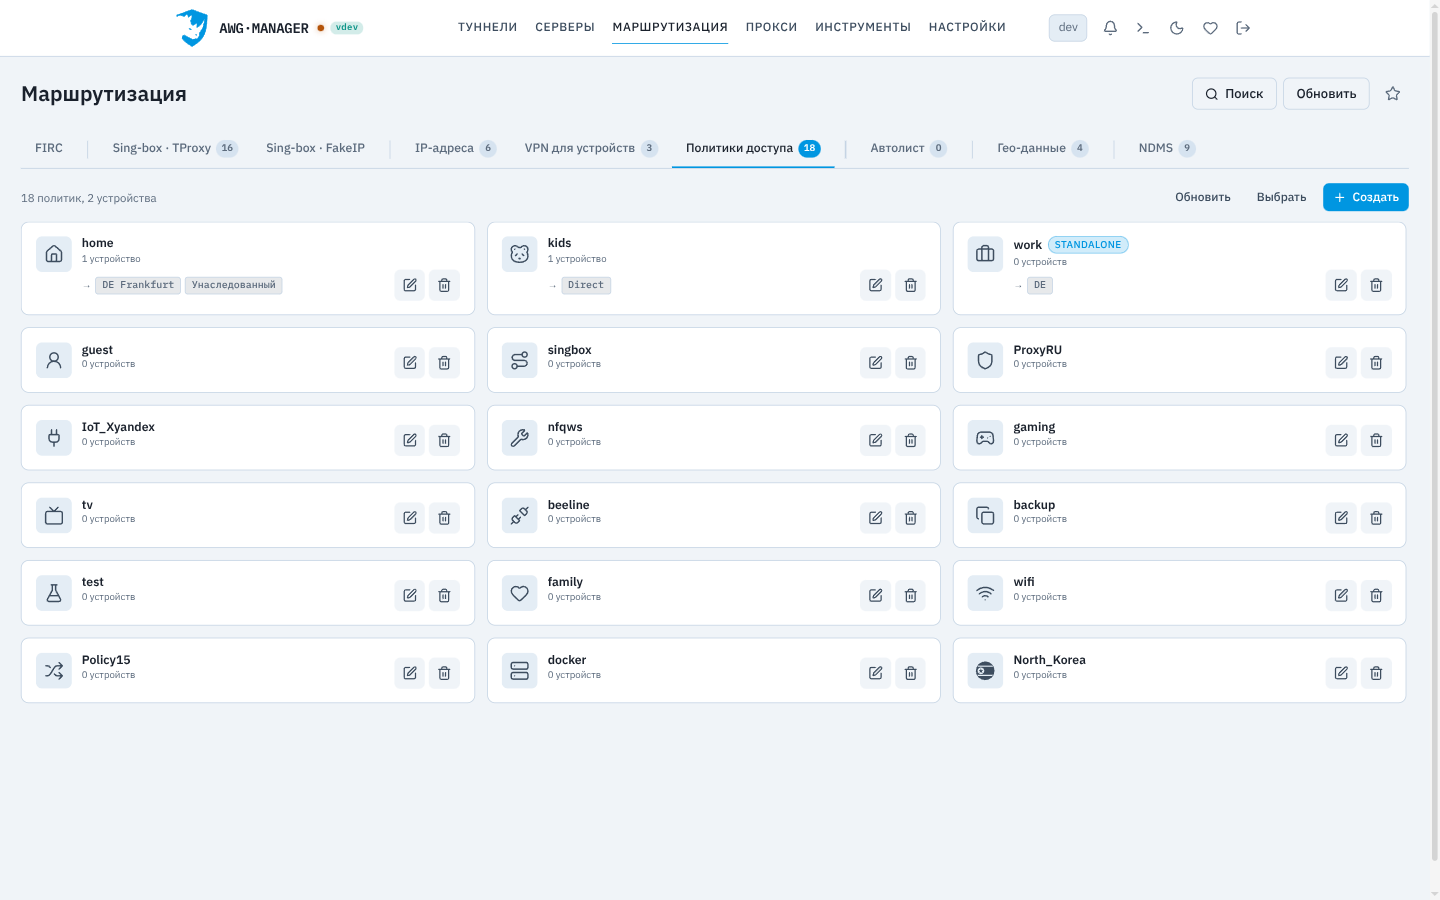 AWG·MANAGER vdev ТУННЕЛИ СЕРВЕРЫ МАРШРУТИЗАЦИЯ ПРОКСИ ИНСТРУМЕНТЫ НАСТРОЙКИ dev
Маршрутизация Поиск Обновить
FIRC Sing-box · TProxy 16 Sing-box · FakeIP IP-адреса 6 VPN для устройств 3 Политики доступа 18 Автолист 0 Гео-данные 4 NDMS 9
18 политик, 2 устройства Обновить Выбрать + Создать
home
1 устройство
→ DE Frankfurt Унаследованный
kids
1 устройство
→ Direct
work STANDALONE
0 устройств
→ DE
guest
0 устройств
singbox
0 устройств
ProxyRU
0 устройств
IoT_Xyandex
0 устройств
nfqws
0 устройств
gaming
0 устройств
tv
0 устройств
beeline
0 устройств
backup
0 устройств
test
0 устройств
family
0 устройств
wifi
0 устройств
Policy15
0 устройств
docker
0 устройств
North_Korea
0 устройств